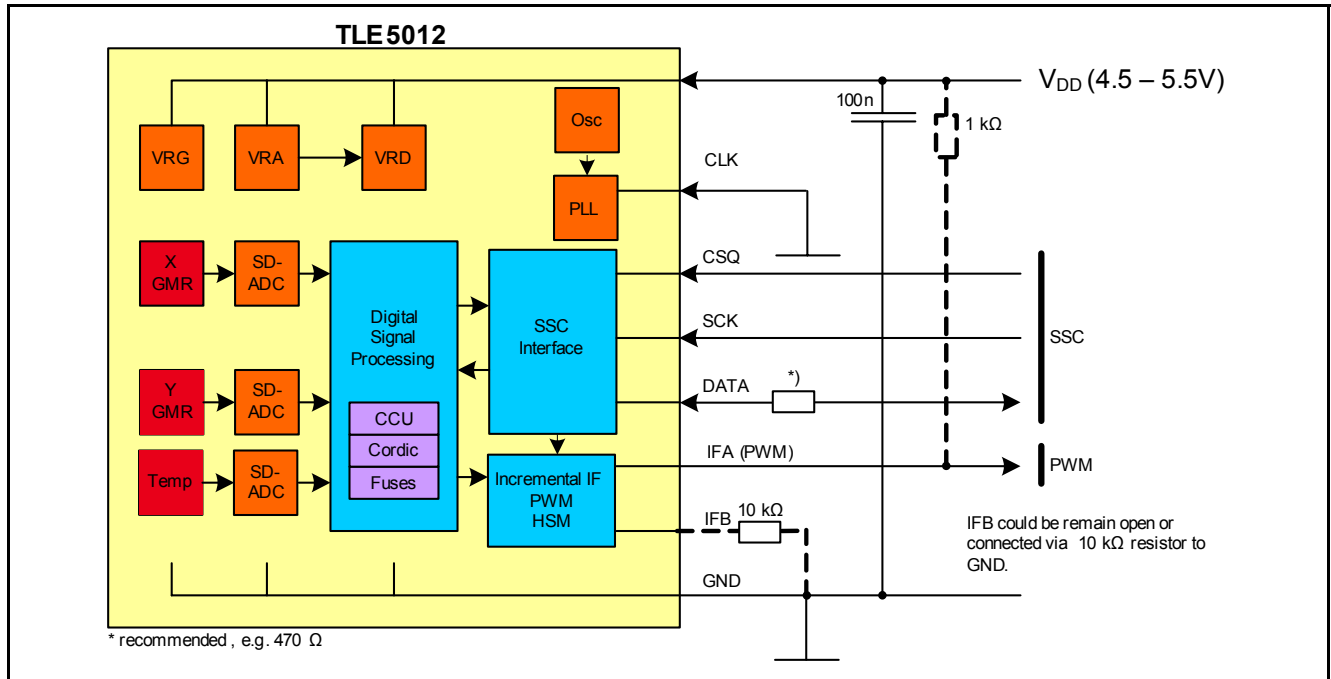 TLE5012
VDD (4.5 – 5.5V)
100n
1 kΩ
Osc
VRG
VRA
VRD
CLK
PLL
X
GMR
SD-
ADC
CSQ
Digital
Signal
Processing
SSC
Interface
SCK
SSC
Y
GMR
SD-
ADC
DATA
*)
CCU
Cordic
Fuses
IFA (PWM)
PWM
Temp
SD-
ADC
Incremental IF
PWM
HSM
IFB
10 kΩ
IFB could be remain open or
connected via 10 kΩ resistor to
GND.
GND
* recommended , e.g. 470 Ω